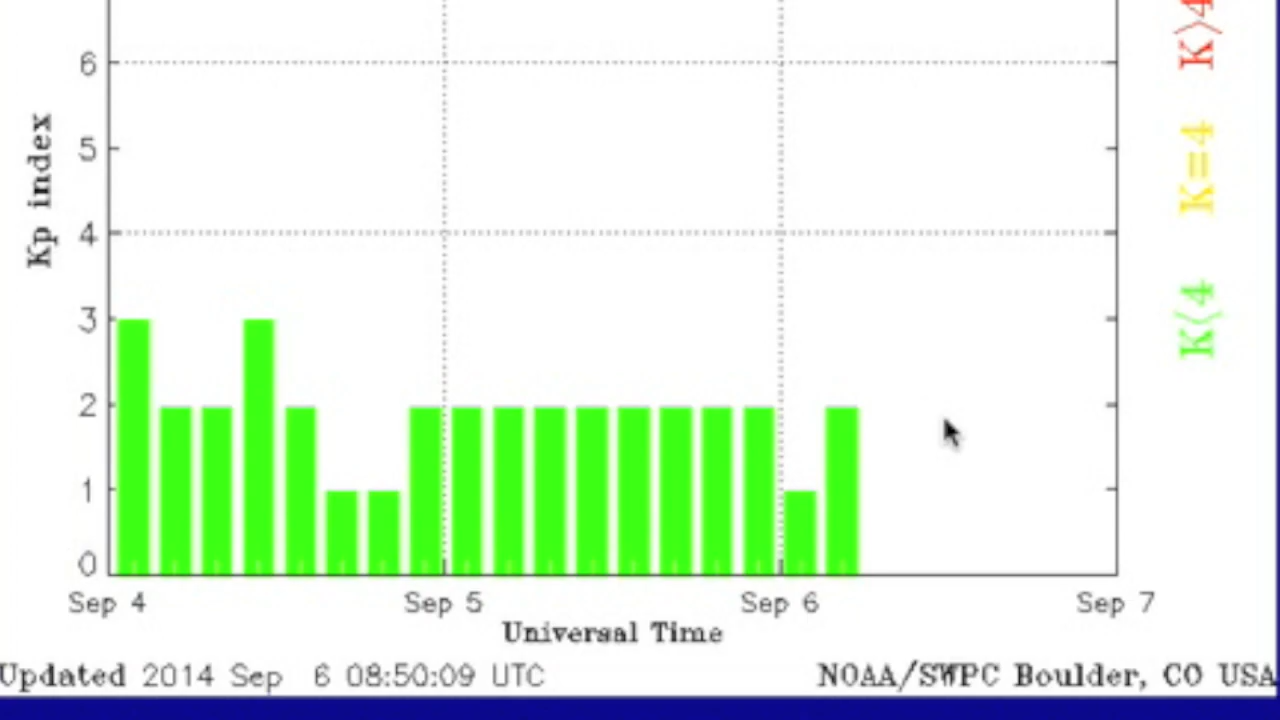 6
5
4
3
2
1
0
Kp index
K<4 K=4 K>4
Sep 4 Sep 5 Sep 6 Sep 7
Universal Time
Updated 2014 Sep 6 08:50:09 UTC NOAA/SWPC Boulder, CO USA